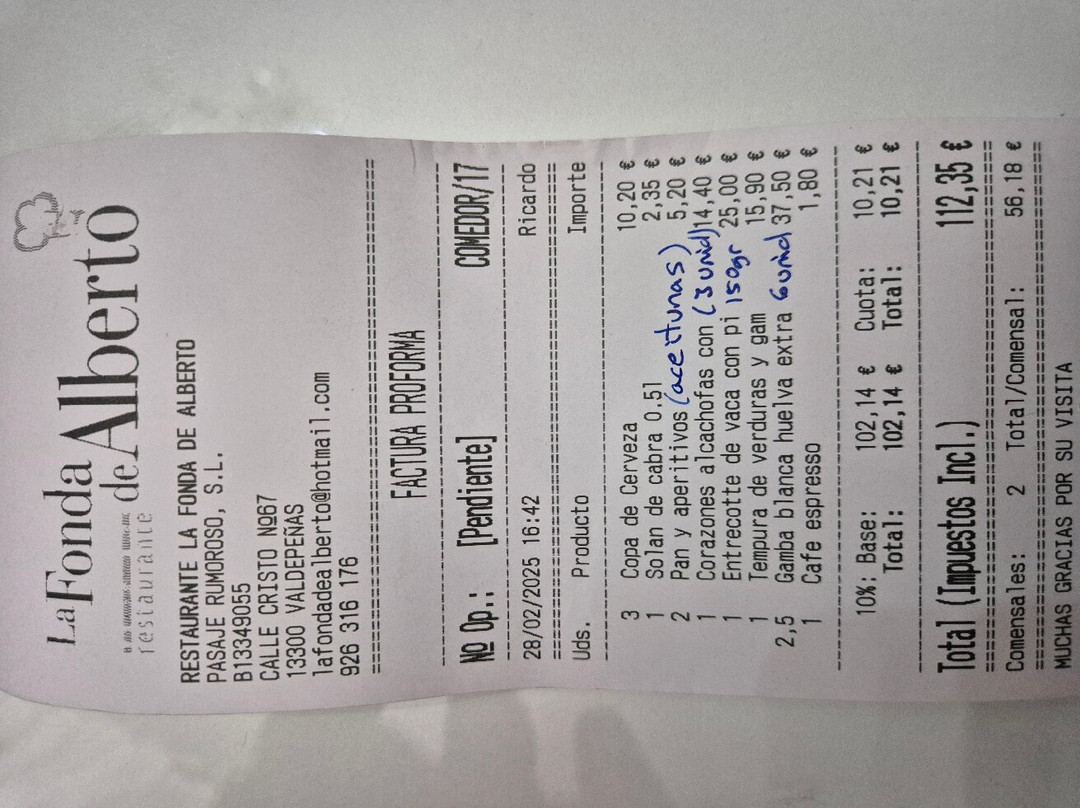 La Fonda
de Alberto
restaurante
RESTAURANTE LA FONDA DE ALBERTO
PASAJE RUMOROSO, S.L.
B13349055
CALLE CRISTO Nº67
13300 VALDEPEÑAS
lafondadealberto@hotmail.com
926 316 176
FACTURA PROFORMA
Nº Op.: [Pendiente] COMEDOR/17
28/02/2025 16:42 Ricardo
Uds. Producto Importe
3 Copa de Cerveza 10,20 €
1 Solan de cabra 0.5l 2,35 €
2 Pan y aperitivos (aceitunas) 5,20 €
1 Corazones alcachofas con (3 unid) 14,40 €
1 Entrecotte de vaca con pi 150gr 25,00 €
1 Tempura de verduras y gam 15,90 €
2,5 Gamba blanca huelva extra 6 unid 37,50 €
1 Cafe espresso 1,80 €
10%: Base: 102,14 € Cuota: 10,21 €
Total: 102,14 € Total: 10,21 €
Total (Impuestos Incl.) 112,35 €
Comensales: 2 Total/Comensal: 56,18 €
MUCHAS GRACIAS POR SU VISITA